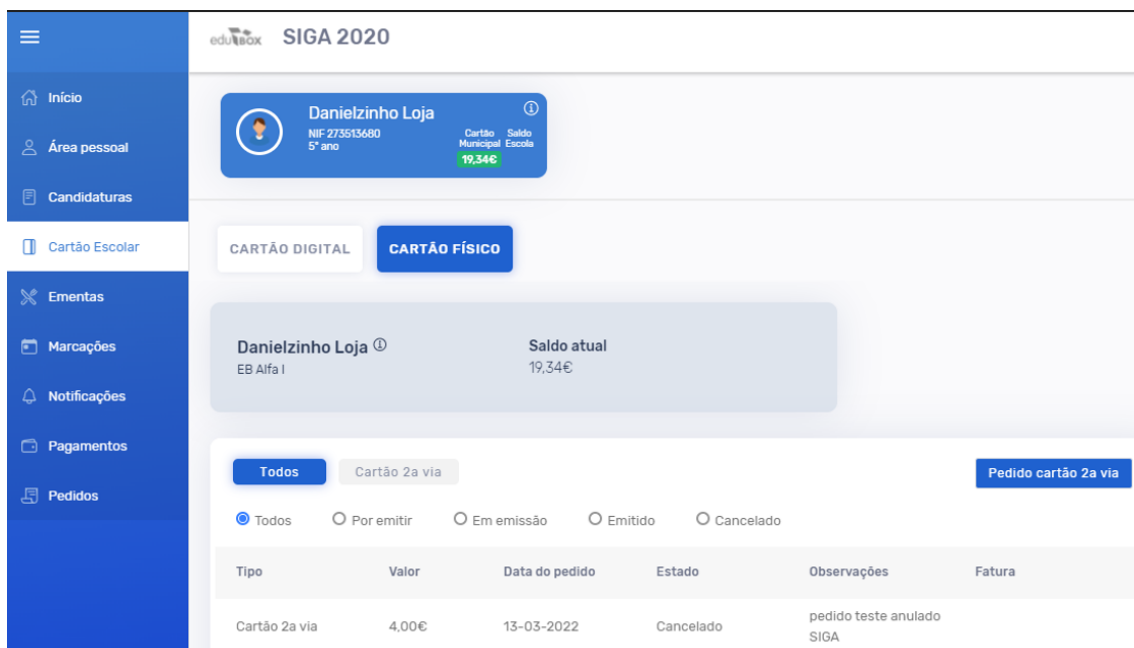 edubox SIGA 2020
Início
Área pessoal
Candidaturas
Cartão Escolar
Ementas
Marcações
Notificações
Pagamentos
Pedidos
Danielzinho Loja
NIF 273513680
5º ano
Cartão Saldo
Municipal Escola
19,34€
CARTÃO DIGITAL CARTÃO FÍSICO
Danielzinho Loja Saldo atual
EB Alfa I 19,34€
Todos Cartão 2a via Pedido cartão 2a via
Todos Por emitir Em emissão Emitido Cancelado
Tipo Valor Data do pedido Estado Observações Fatura
Cartão 2a via 4,00€ 13-03-2022 Cancelado pedido teste anulado
SIGA